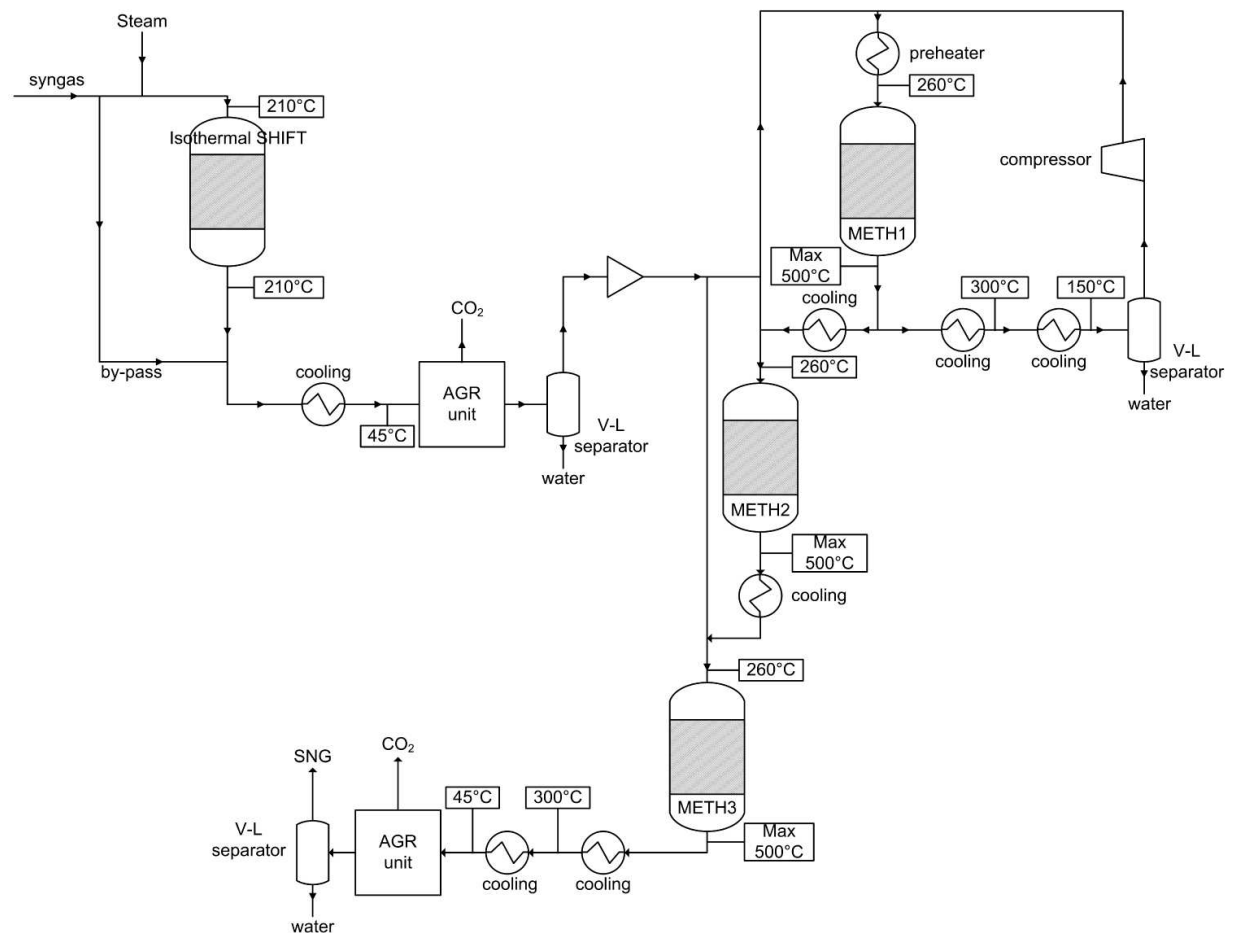 Steam
syngas
210°C
Isothermal SHIFT
210°C
by-pass
cooling
45°C
CO₂
AGR
unit
V-L
separator
water
preheater
260°C
METH1
Max
500°C
compressor
cooling
300°C
150°C
cooling
cooling
V-L
separator
water
260°C
METH2
Max
500°C
cooling
260°C
METH3
Max
500°C
SNG
CO₂
45°C
300°C
V-L
separator
AGR
unit
cooling
cooling
water